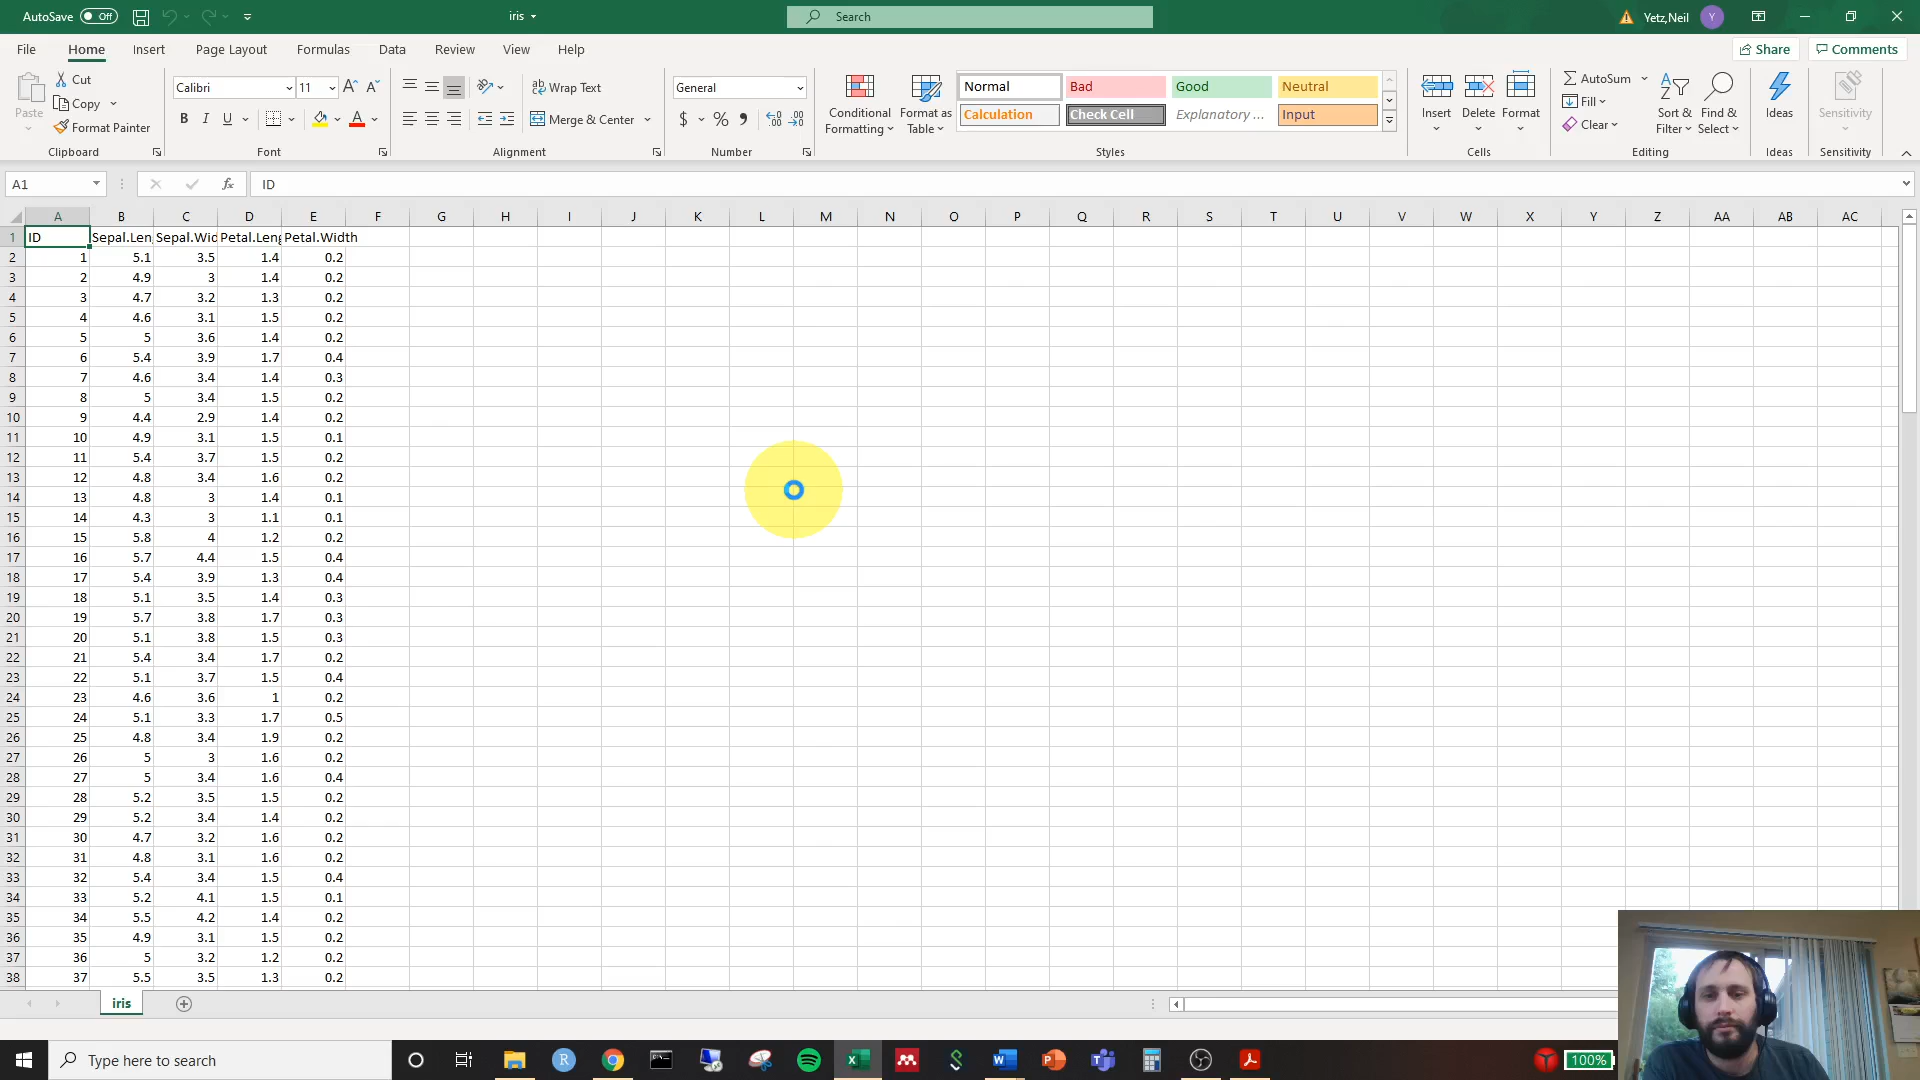 AutoSave Off
iris
Search
Yetz,Neil Y
File Home Insert Page Layout Formulas Data Review View Help
Share Comments
Paste
Cut
Copy
Format Painter
Clipboard
Calibri 11
B I U
Font
Wrap Text
Merge & Center
Alignment
General
$ % ,
Number
Conditional Formatting
Format as Table
Normal Bad Good Neutral
Calculation Check Cell Explanatory ... Input
Styles
Insert Delete Format
Cells
AutoSum
Fill
Clear
Sort & Filter
Find & Select
Editing
Ideas
Ideas
Sensitivity
Sensitivity
A1 fx ID
A B C D E F G H I J K L M N O P Q R S T U V W X Y Z AA AB AC
1 ID Sepal.Leng Sepal.Wid Petal.Leng Petal.Width
2 1 5.1 3.5 1.4 0.2
3 2 4.9 3 1.4 0.2
4 3 4.7 3.2 1.3 0.2
5 4 4.6 3.1 1.5 0.2
6 5 5 3.6 1.4 0.2
7 6 5.4 3.9 1.7 0.4
8 7 4.6 3.4 1.4 0.3
9 8 5 3.4 1.5 0.2
10 9 4.4 2.9 1.4 0.2
11 10 4.9 3.1 1.5 0.1
12 11 5.4 3.7 1.5 0.2
13 12 4.8 3.4 1.6 0.2
14 13 4.8 3 1.4 0.1
15 14 4.3 3 1.1 0.1
16 15 5.8 4 1.2 0.2
17 16 5.7 4.4 1.5 0.4
18 17 5.4 3.9 1.3 0.4
19 18 5.1 3.5 1.4 0.3
20 19 5.7 3.8 1.7 0.3
21 20 5.1 3.8 1.5 0.3
22 21 5.4 3.4 1.7 0.2
23 22 5.1 3.7 1.5 0.4
24 23 4.6 3.6 1 0.2
25 24 5.1 3.3 1.7 0.5
26 25 4.8 3.4 1.9 0.2
27 26 5 3 1.6 0.2
28 27 5 3.4 1.6 0.4
29 28 5.2 3.5 1.5 0.2
30 29 5.2 3.4 1.4 0.2
31 30 4.7 3.2 1.6 0.2
32 31 4.8 3.1 1.6 0.2
33 32 5.4 3.4 1.5 0.4
34 33 5.2 4.1 1.5 0.1
35 34 5.5 4.2 1.4 0.2
36 35 4.9 3.1 1.5 0.2
37 36 5 3.2 1.2 0.2
38 37 5.5 3.5 1.3 0.2
iris
Type here to search
100%